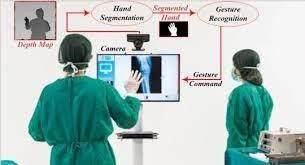 Hand
Segmentation
Segmented
Hand
Gesture
Recognition
Depth Map
Camera
Gesture
Command